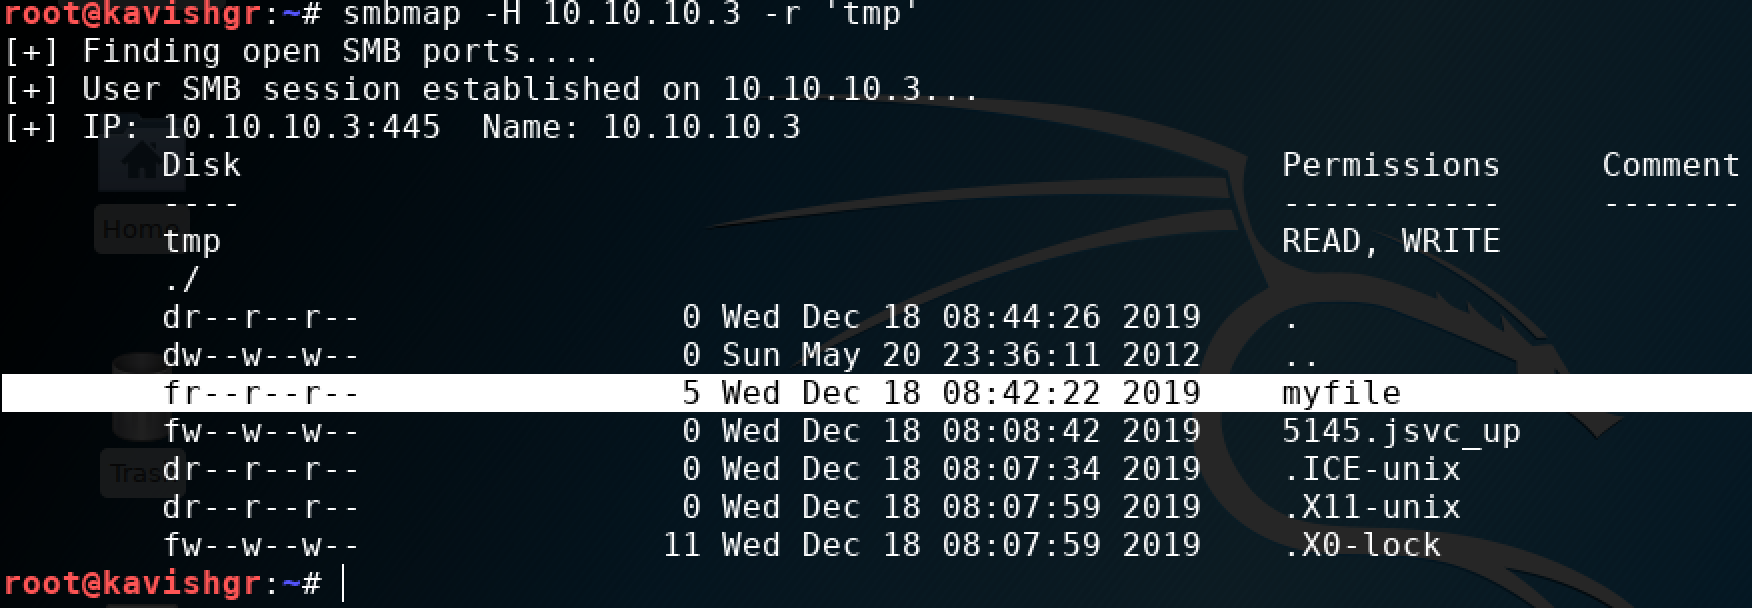 root@kavishgr:~# smbmap -H 10.10.10.3 -r 'tmp'
[+] Finding open SMB ports....
[+] User SMB session established on 10.10.10.3...
[+] IP: 10.10.10.3:445  Name: 10.10.10.3
Disk Permissions Comment
---- ----------- -------
tmp READ, WRITE
./
dr--r--r-- 0 Wed Dec 18 08:44:26 2019 .
dw--w--w-- 0 Sun May 20 23:36:11 2012 ..
fr--r--r-- 5 Wed Dec 18 08:42:22 2019 myfile
fw--w--w-- 0 Wed Dec 18 08:08:42 2019 5145.jsvc_up
dr--r--r-- 0 Wed Dec 18 08:07:34 2019 .ICE-unix
dr--r--r-- 0 Wed Dec 18 08:07:59 2019 .X11-unix
fw--w--w-- 11 Wed Dec 18 08:07:59 2019 .X0-lock
root@kavishgr:~#
Home